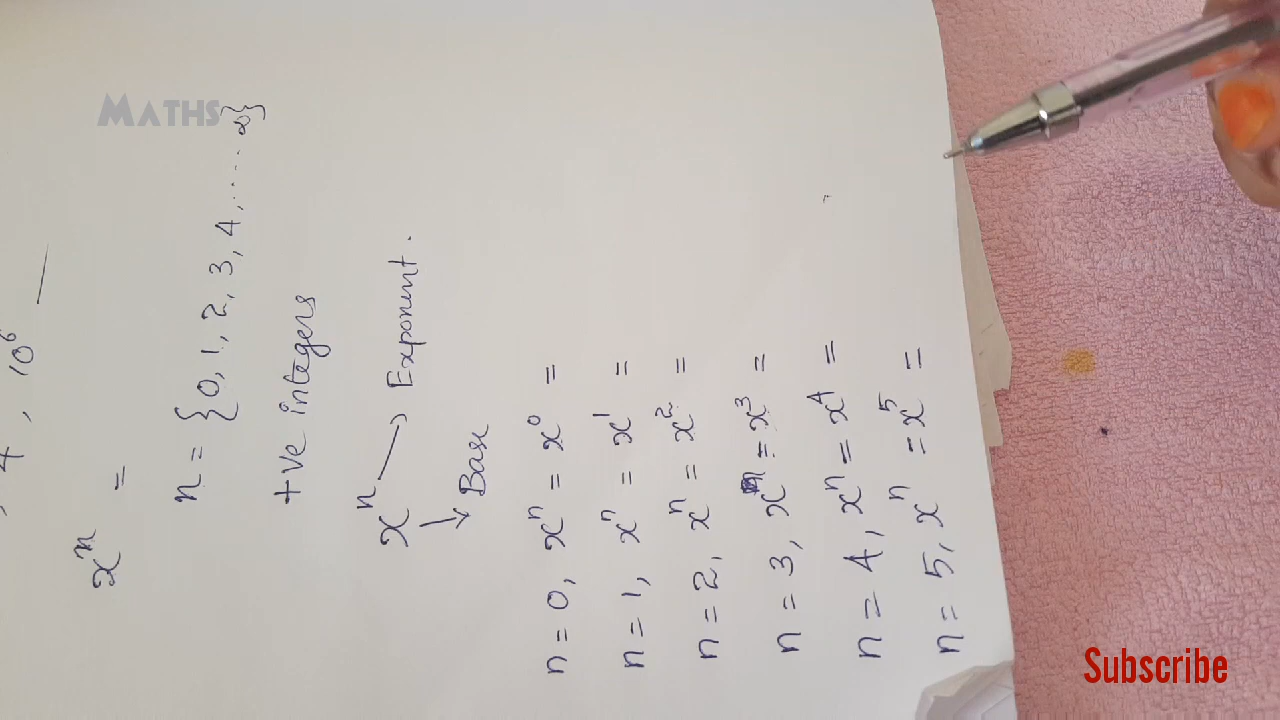 , 4 , 10⁶ —
xⁿ =
n = {0, 1, 2, 3, 4, ..... ∞}
+ve integers
xⁿ → Exponent.
↓ Base
n = 0, xⁿ = x⁰ =
n = 1, xⁿ = x¹ =
n = 2, xⁿ = x² =
n = 3, xⁿ = x³ =
n = 4, xⁿ = x⁴ =
n = 5, xⁿ = x⁵ =
MATHS
Subscribe